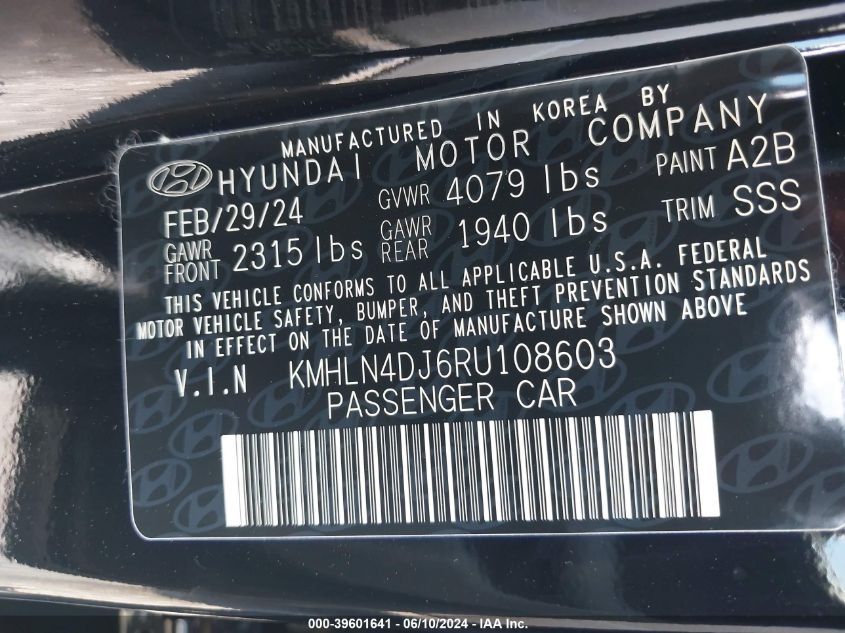 MANUFACTURED IN KOREA BY
HYUNDAI MOTOR COMPANY
FEB/29/24 GVWR 4079 lbs PAINT A2B
GAWR FRONT 2315 lbs GAWR REAR 1940 lbs TRIM SSS
THIS VEHICLE CONFORMS TO ALL APPLICABLE U.S.A. FEDERAL
MOTOR VEHICLE SAFETY, BUMPER, AND THEFT PREVENTION STANDARDS
IN EFFECT ON THE DATE OF MANUFACTURE SHOWN ABOVE
V.I.N KMHLN4DJ6RU108603
PASSENGER CAR
000-39601641 - 06/10/2024 - IAA Inc.